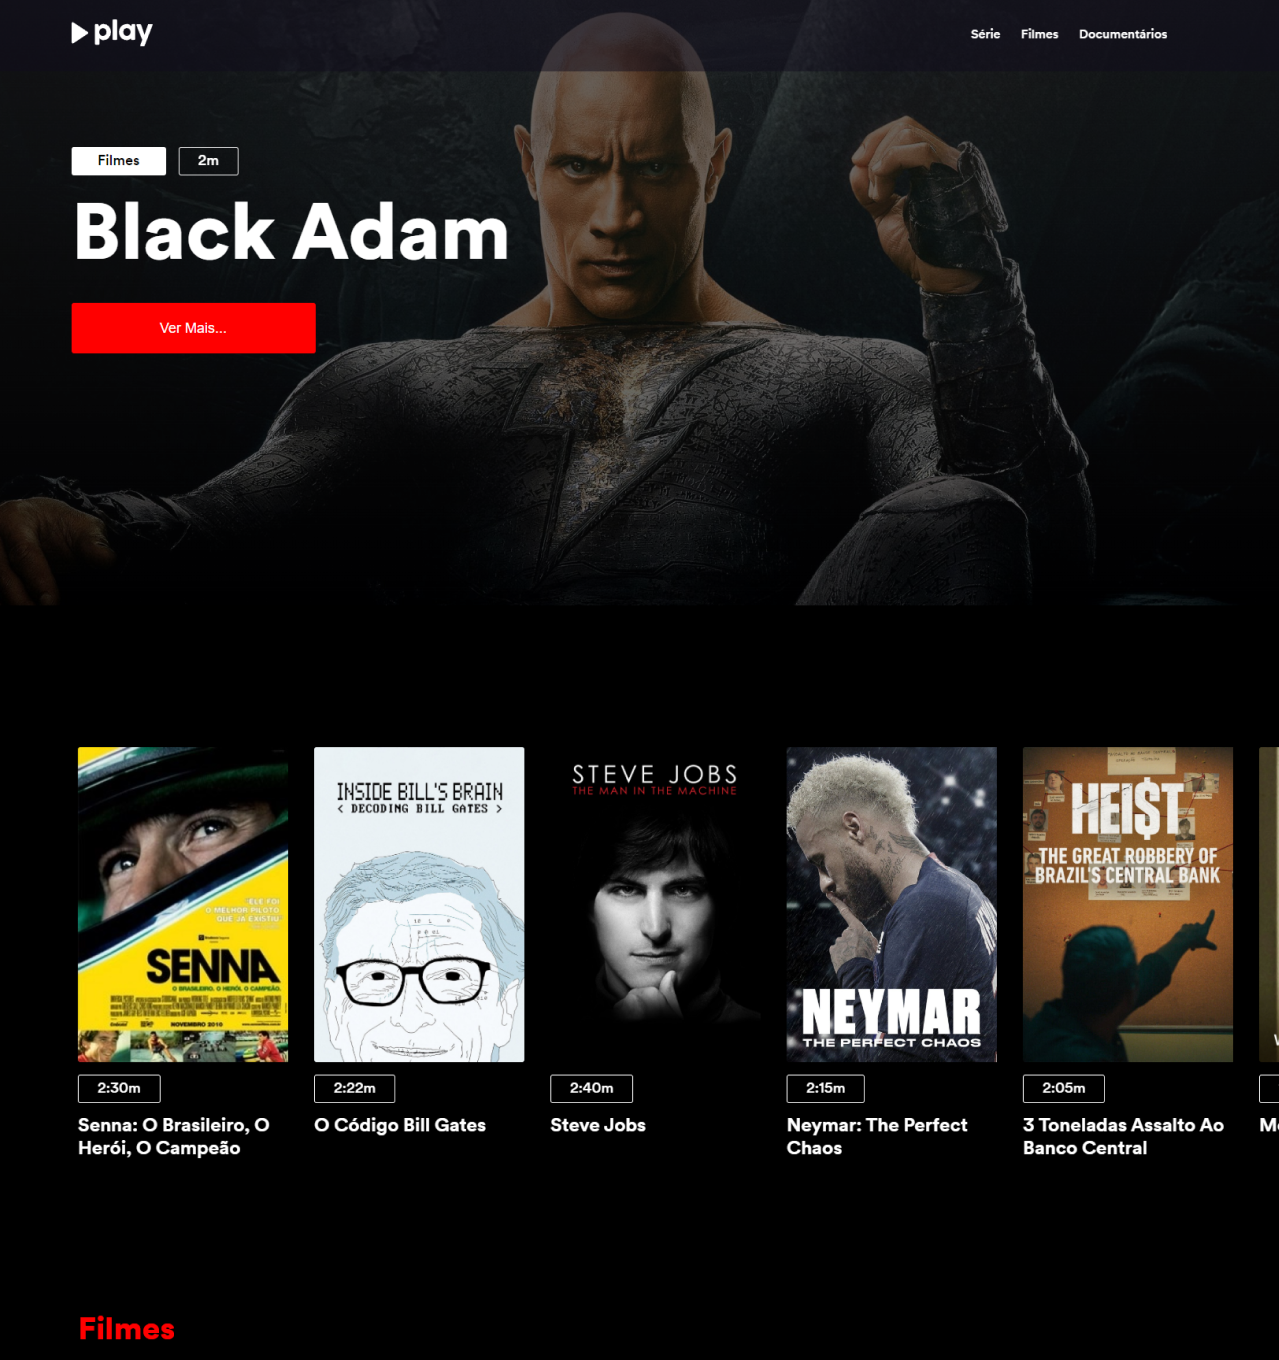 play
Série Filmes Documentários
Filmes 2m
Black Adam
Ver Mais...
ELE FOI
O MELHOR PILOTO
QUE JÁ EXISTIU
SENNA
O BRASILEIRO. O HERÓI. O CAMPEÃO.
NOVEMBRO 2010
INSIDE BILL'S BRAIN
< DECODING BILL GATES >
STEVE JOBS
THE MAN IN THE MACHINE
NEYMAR
THE PERFECT CHAOS
HEI$T
THE GREAT ROBBERY OF
BRAZIL'S CENTRAL BANK
2:30m
2:22m
2:40m
2:15m
2:05m
Senna: O Brasileiro, O
Herói, O Campeão
O Código Bill Gates
Steve Jobs
Neymar: The Perfect
Chaos
3 Toneladas Assalto Ao
Banco Central
Filmes